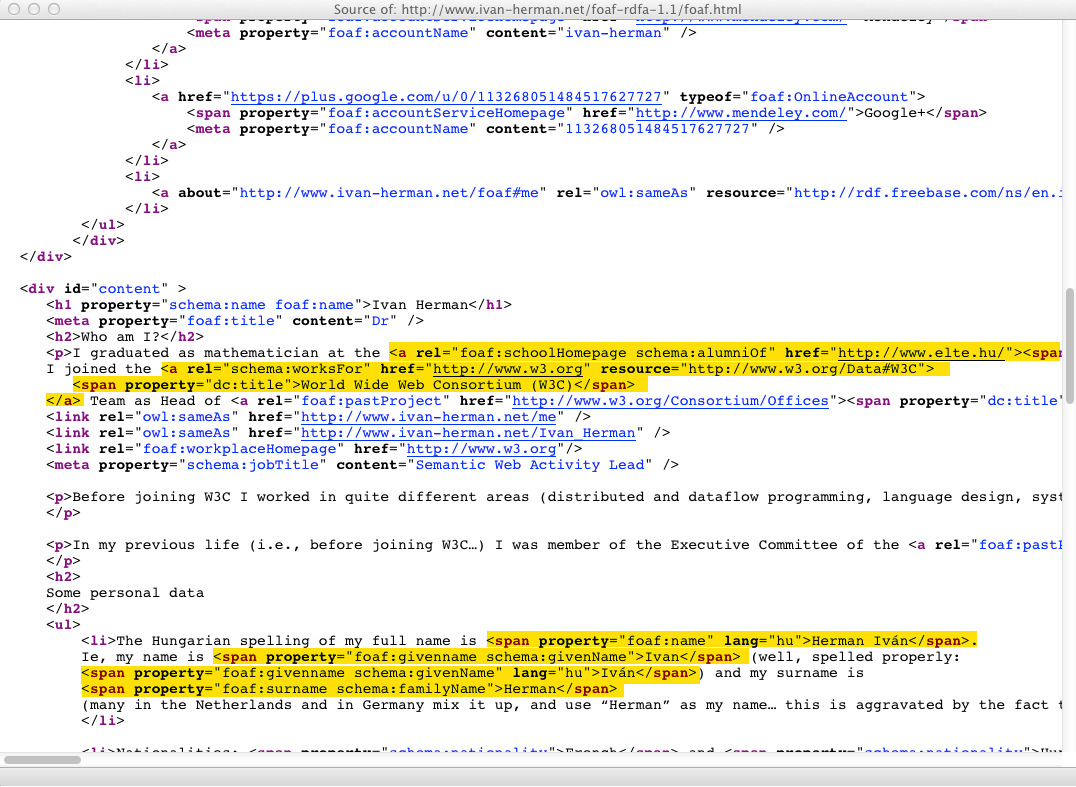 Source of: http://www.ivan-herman.net/foaf-rdfa-1.1/foaf.html
<meta property="foaf:accountName" content="ivan-herman" />
</a>
</li>
<li>
<a href="https://plus.google.com/u/0/113268051484517627727" typeof="foaf:OnlineAccount">
<span property="foaf:accountServiceHomepage" href="http://www.mendeley.com/">Google+</span>
<meta property="foaf:accountName" content="113268051484517627727" />
</a>
</li>
<li>
<a about="http://www.ivan-herman.net/foaf#me" rel="owl:sameAs" resource="http://rdf.freebase.com/ns/en.i
</li>
</ul>
</div>
</div>
<div id="content" >
<h1 property="schema:name foaf:name">Ivan Herman</h1>
<meta property="foaf:title" content="Dr" />
<h2>Who am I?</h2>
<p>I graduated as mathematician at the <a rel="foaf:schoolHomepage schema:alumniOf" href="http://www.elte.hu/"><span
I joined the <a rel="schema:worksFor" href="http://www.w3.org" resource="http://www.w3.org/Data#W3C">
<span property="dc:title">World Wide Web Consortium (W3C)</span>
</a> Team as Head of <a rel="foaf:pastProject" href="http://www.w3.org/Consortium/Offices"><span property="dc:title"
<link rel="owl:sameAs" href="http://www.ivan-herman.net/me" />
<link rel="owl:sameAs" href="http://www.ivan-herman.net/Ivan_Herman" />
<link rel="foaf:workplaceHomepage" href="http://www.w3.org"/>
<meta property="schema:jobTitle" content="Semantic Web Activity Lead" />
<p>Before joining W3C I worked in quite different areas (distributed and dataflow programming, language design, syst
</p>
<p>In my previous life (i.e., before joining W3C…) I was member of the Executive Committee of the <a rel="foaf:pastP
</p>
<h2>
Some personal data
</h2>
<ul>
<li>The Hungarian spelling of my full name is <span property="foaf:name" lang="hu">Herman Iván</span>.
Ie, my name is <span property="foaf:givenname schema:givenName">Ivan</span> (well, spelled properly:
<span property="foaf:givenname schema:givenName" lang="hu">Iván</span>) and my surname is
<span property="foaf:surname schema:familyName">Herman</span>
(many in the Netherlands and in Germany mix it up, and use “Herman” as my name… this is aggravated by the fact t
</li>
<li>Nationalities: <span property="schema:nationality">French</span> and <span property="schema:nationality">Hun